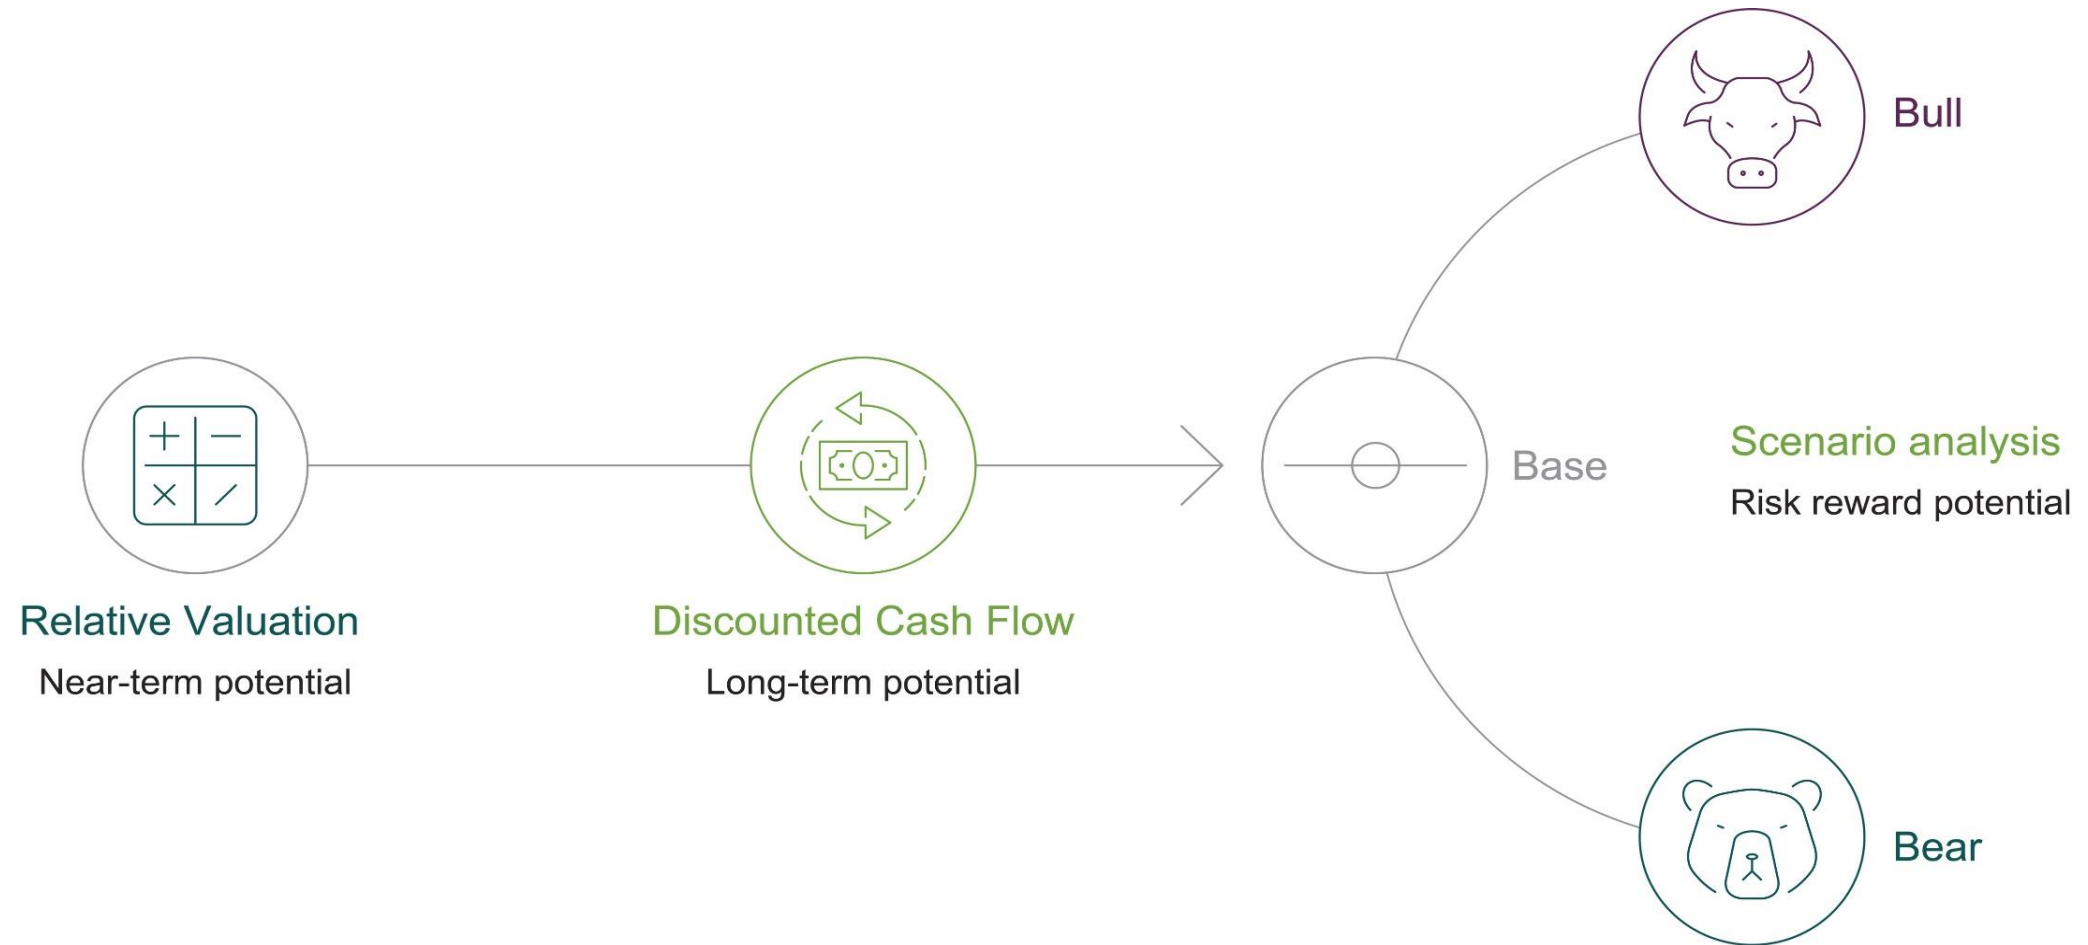 Bull
Relative Valuation
Near-term potential
Discounted Cash Flow
Long-term potential
Base
Scenario analysis
Risk reward potential
Bear